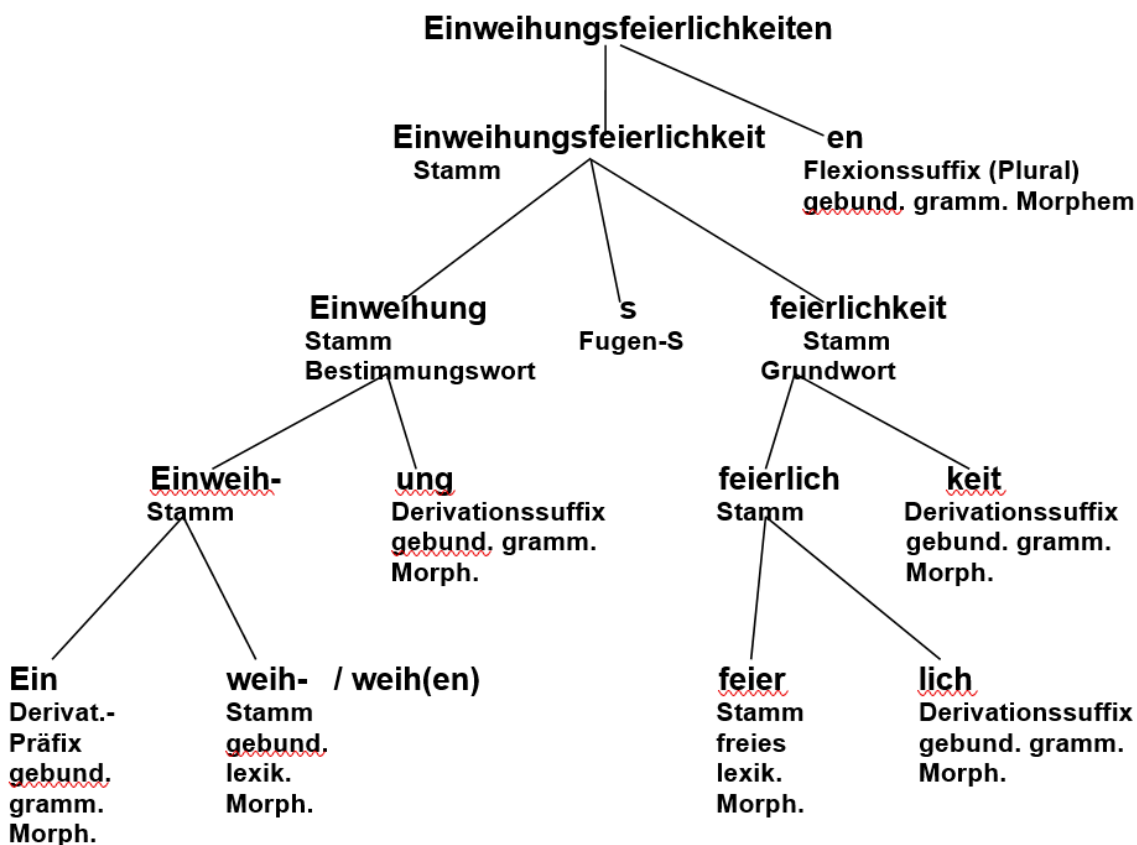 Einweihungsfeierlichkeiten
Einweihungsfeierlichkeit en
Stamm Flexionssuffix (Plural)
gebund. gramm. Morphem
Einweihung s feierlichkeit
Stamm Fugen-S Stamm
Bestimmungswort Grundwort
Einweih- ung feierlich keit
Stamm Derivationssuffix Stamm Derivationssuffix
gebund. gramm. gebund. gramm.
Morph. Morph.
Ein weih- / weih(en) feier lich
Derivat.- Stamm Stamm Derivationssuffix
Präfix gebund. freies gebund. gramm.
gebund. lexik. lexik. Morph.
gramm. Morph. Morph.
Morph.